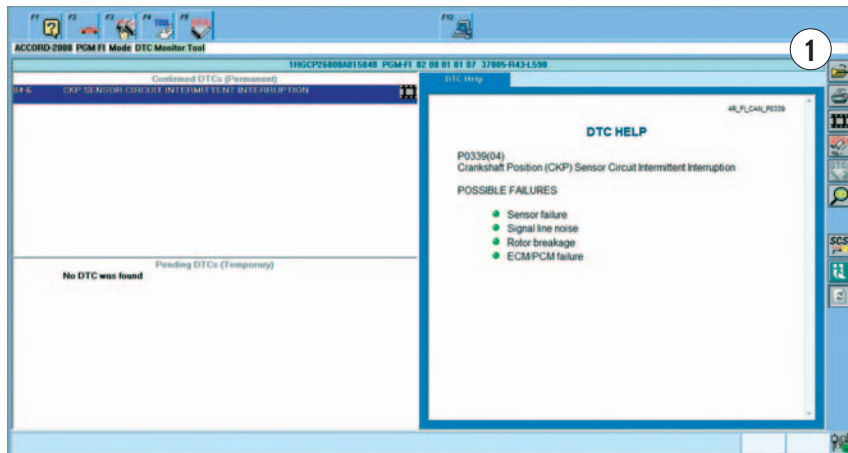 F1 F2 F3 F4 F5 F12
ACCORD-2008 PGM FI Mode DTC Monitor Tool
1
1HGCP26808A015848 PGM-FI 02 08 01 01 07 37805-R43-L590
Confirmed DTCs (Permanent)
04-6 CKP SENSOR CIRCUIT INTERMITTENT INTERRUPTION
Pending DTCs (Temporary)
No DTC was found
DTC Help
4R_FI_CAN_P0339
DTC HELP
P0339(04)
Crankshaft Position (CKP) Sensor Circuit Intermittent Interruption
POSSIBLE FAILURES
Sensor failure
Signal line noise
Rotor breakage
ECM/PCM failure
SCS